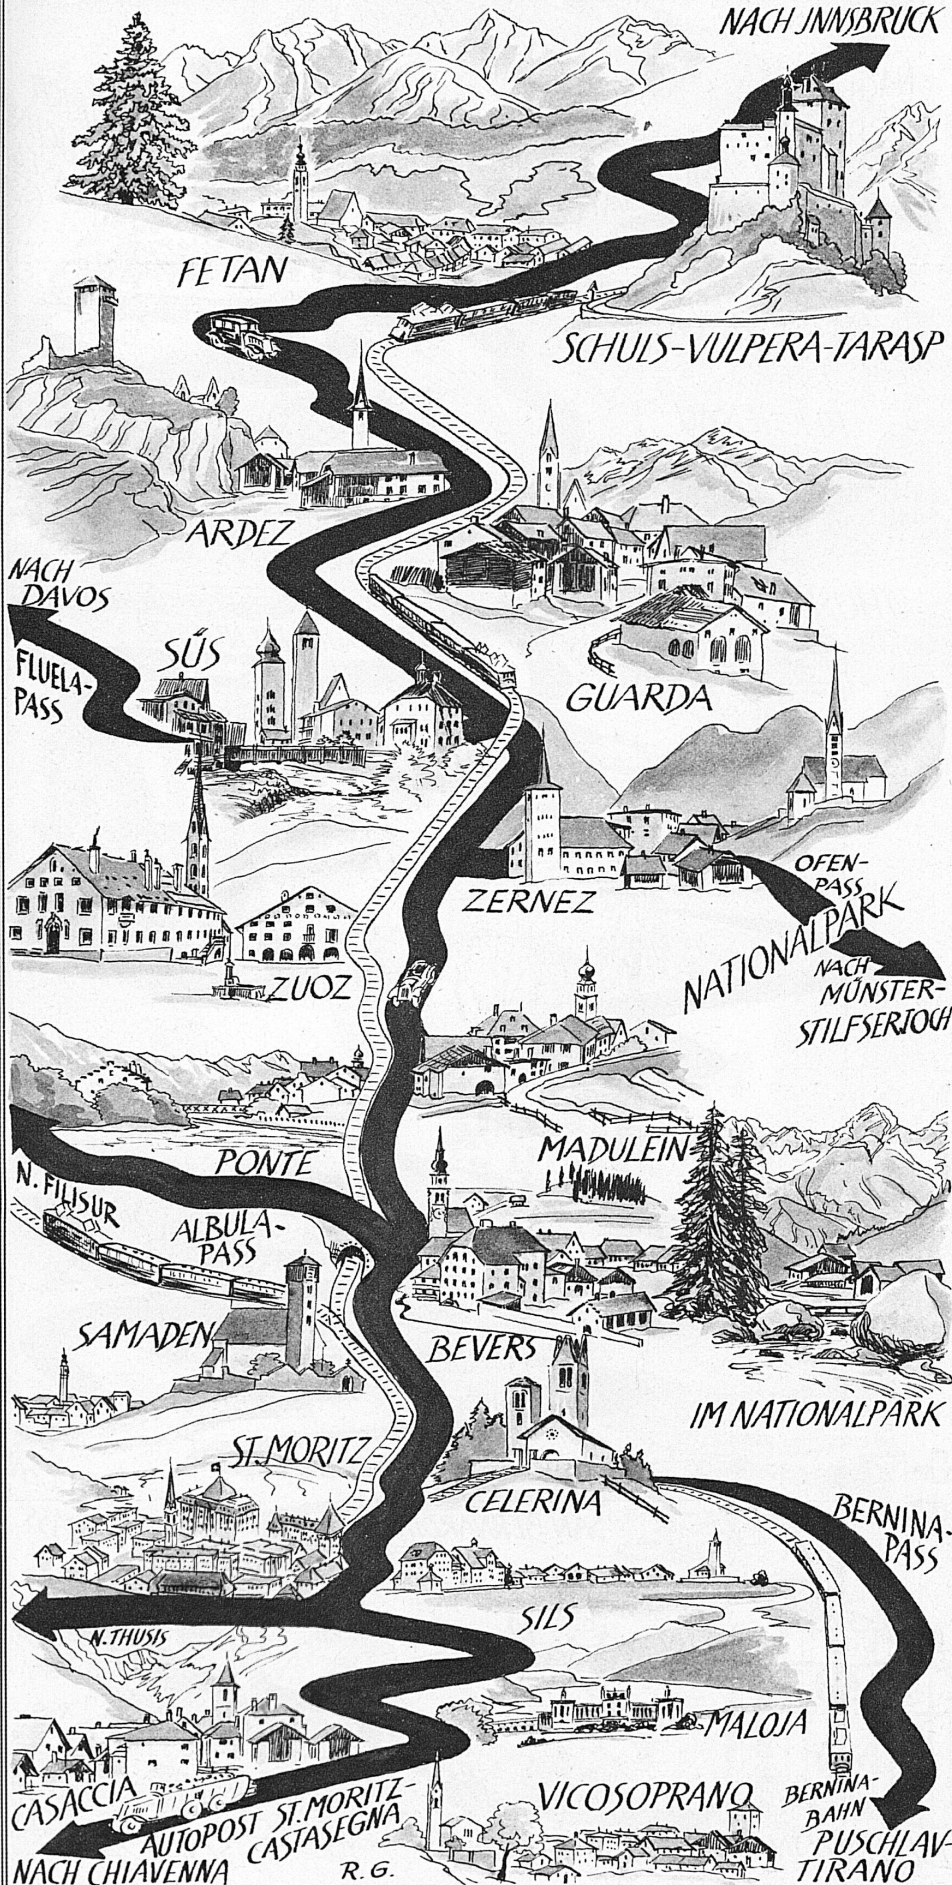 NACH INNSBRUCK
FETAN
SCHULS-VULPERA-TARASP
ARDEZ
NACH
DAVOS
FLUELA-
PASS
SÜS
GUARDA
ZERNEZ
OFEN-
PASS
NATIONALPARK
NACH
MÜNSTER-
STILFSERJOCH
ZUOZ
MADULEIN
PONTE
N. FILISUR
ALBULA-
PASS
SAMADEN
BEVERS
IM NATIONALPARK
ST. MORITZ
CELERINA
BERNINA-
PASS
SILS
N. THUSIS
MALOJA
CASACCIA
AUTOPOST ST. MORITZ-
CASTASEGNA
NACH CHIAVENNA
R. G.
VICOSOPRANO
BERNINA-
BAHN
PUSCHLAV-
TIRANO